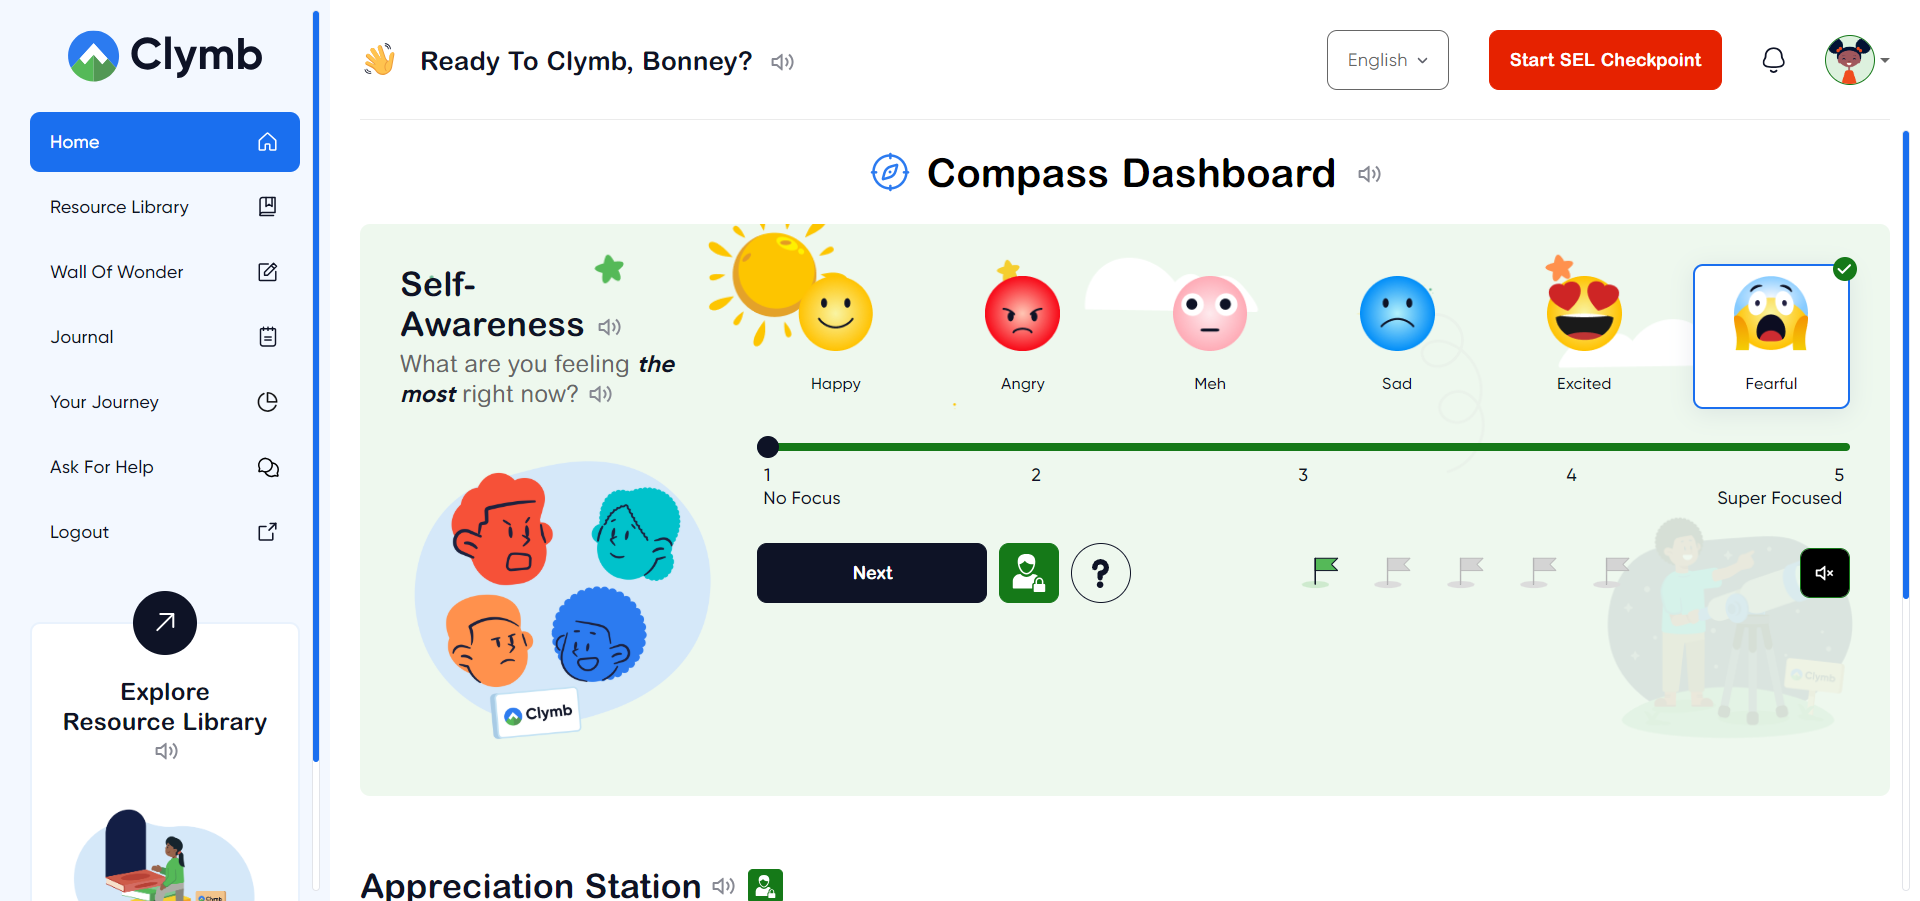 Clymb
Home
Resource Library
Wall Of Wonder
Journal
Your Journey
Ask For Help
Logout
Explore
Resource Library
Ready To Clymb, Bonney?
English
Start SEL Checkpoint
Compass Dashboard
Self-
Awareness
What are you feeling the
most right now?
Happy
Angry
Meh
Sad
Excited
Fearful
1
2
3
4
5
No Focus
Super Focused
Next
?
Clymb
Clymb
Clymb
Appreciation Station